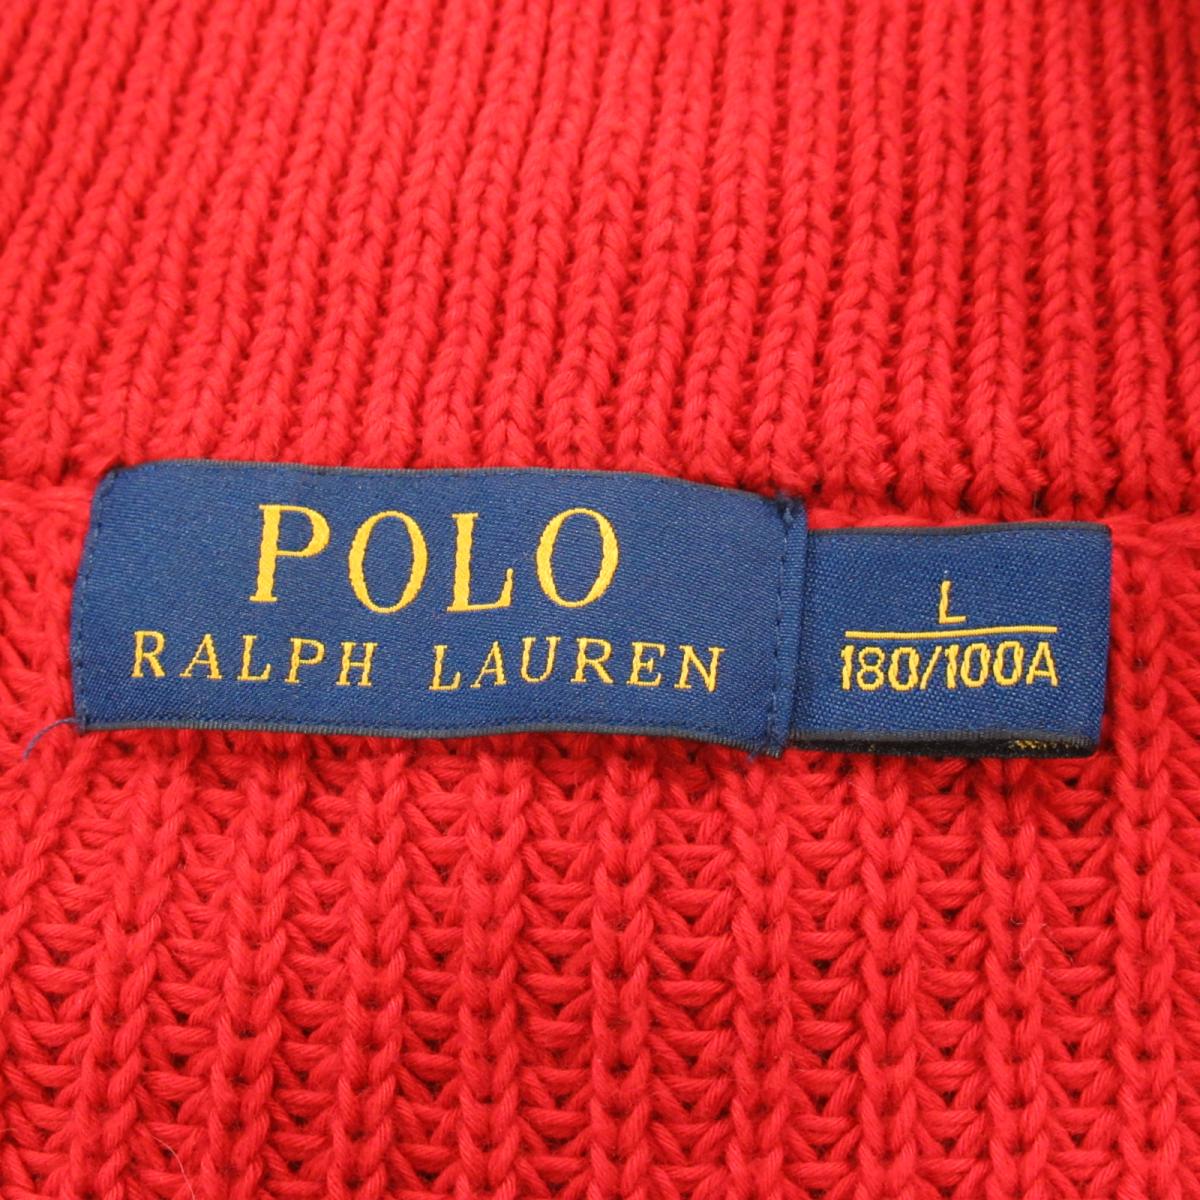 POLO
RALPH LAUREN
L
180/100A